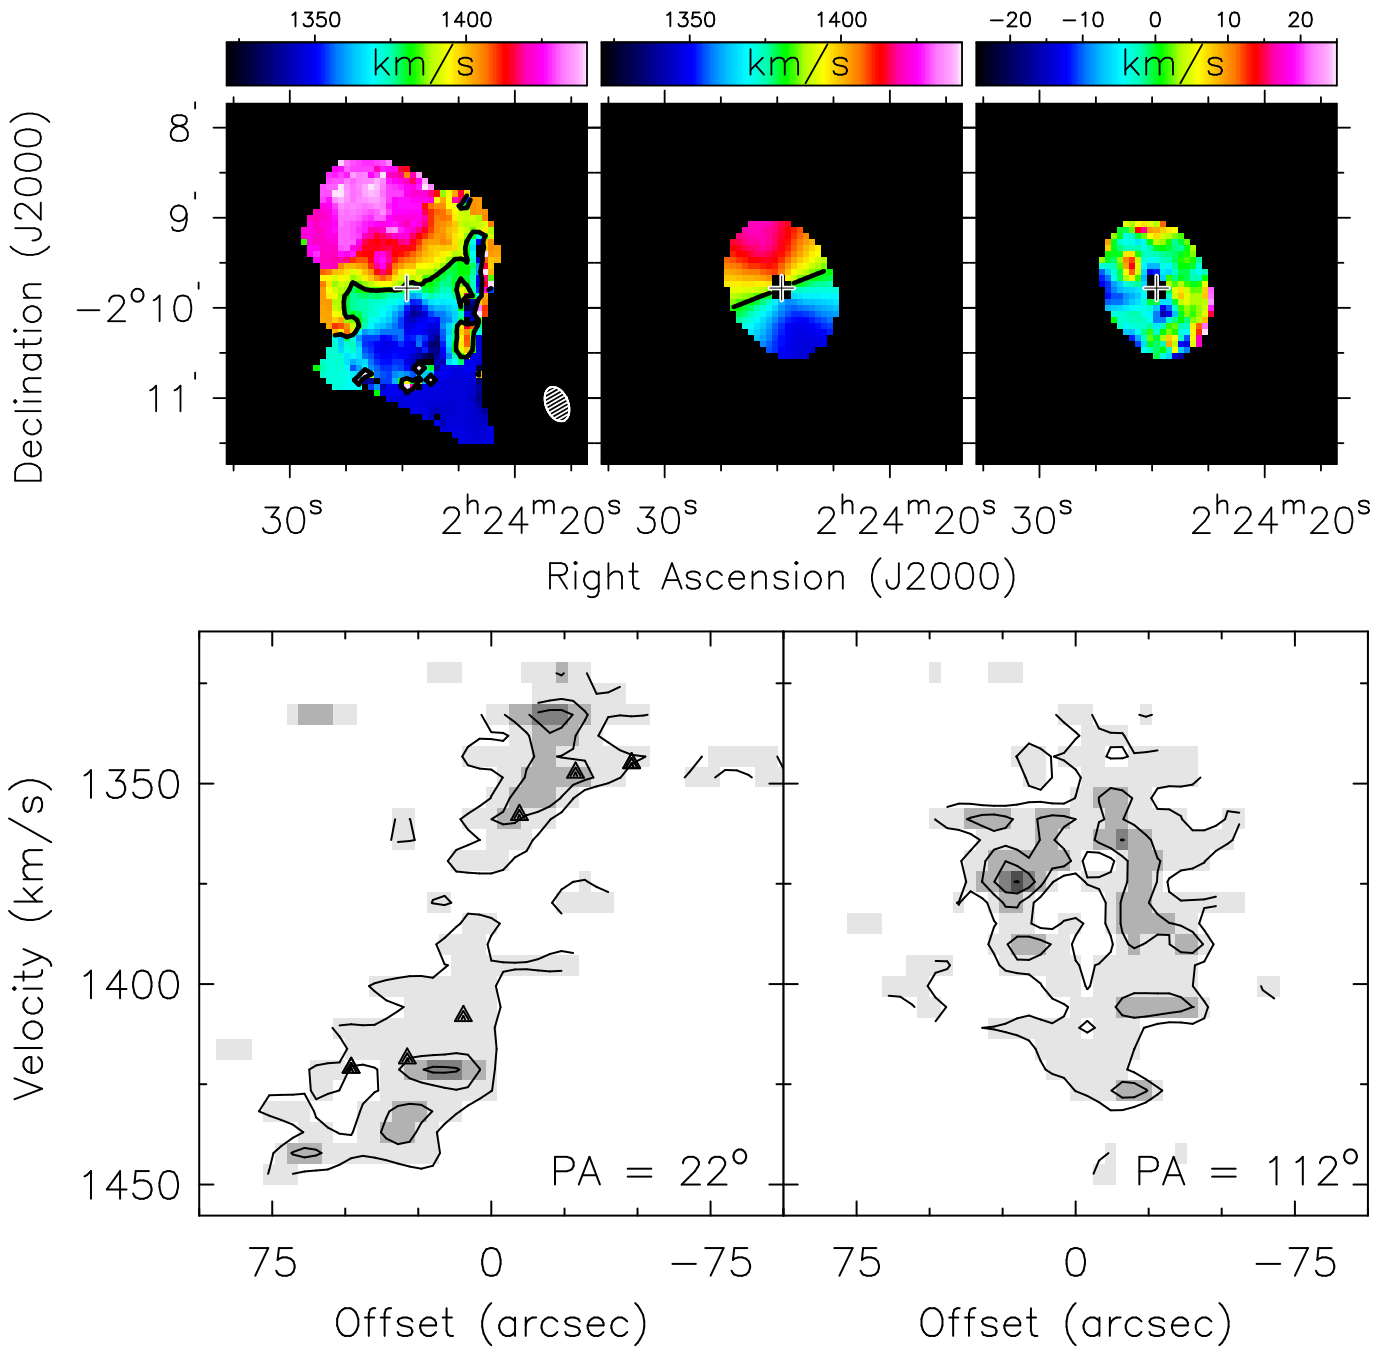 1350 1400 1350 1400 -20 -10 0 10 20
km/s km/s km/s
8'
9'
-2°10'
11'
Declination (J2000)
30ˢ 2ʰ24ᵐ20ˢ 30ˢ 2ʰ24ᵐ20ˢ 30ˢ 2ʰ24ᵐ20ˢ
Right Ascension (J2000)
1350
1400
1450
Velocity (km/s)
PA = 22° PA = 112°
75 0 -75 75 0 -75
Offset (arcsec) Offset (arcsec)